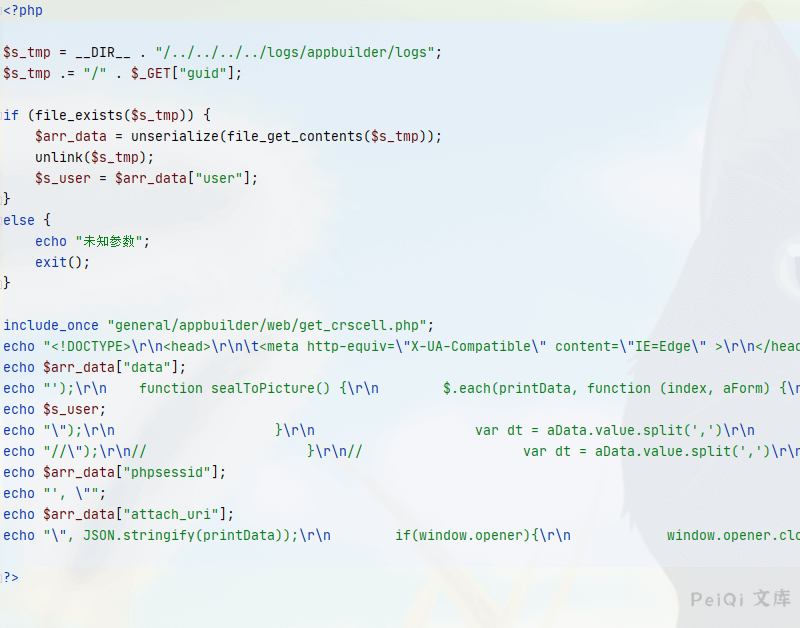 <?php
$s_tmp = __DIR__ . "/../../../../logs/appbuilder/logs";
$s_tmp .= "/" . $_GET["guid"];
if (file_exists($s_tmp)) {
    $arr_data = unserialize(file_get_contents($s_tmp));
    unlink($s_tmp);
    $s_user = $arr_data["user"];
}
else {
    echo "未知参数";
    exit();
}
include_once "general/appbuilder/web/get_crscell.php";
echo "<!DOCTYPE>\r\n<head>\r\n\t<meta http-equiv=\"X-UA-Compatible\" content=\"IE=Edge\" >\r\n</head
echo $arr_data["data"];
echo "');\r\n    function sealToPicture() {\r\n       $.each(printData, function (index, aForm) {\r
echo $s_user;
echo "\");\r\n                    }\r\n                    var dt = aData.value.split(',')\r\n
echo "//\");\r\n//                    }\r\n//                    var dt = aData.value.split(',')\r\n
echo $arr_data["phpsessid"];
echo "', \"";
echo $arr_data["attach_uri"];
echo "\", JSON.stringify(printData));\r\n        if(window.opener){\r\n            window.opener.clo
?>
PeiQi 文库